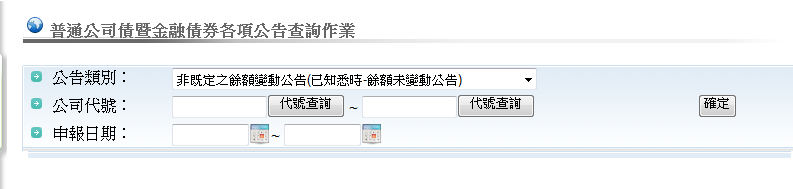 普通公司債暨金融債券各項公告查詢作業
公告類別： 非既定之餘額變動公告(已知悉時-餘額未變動公告)
公司代號： 代號查詢 ~ 代號查詢 確定
申報日期： ~